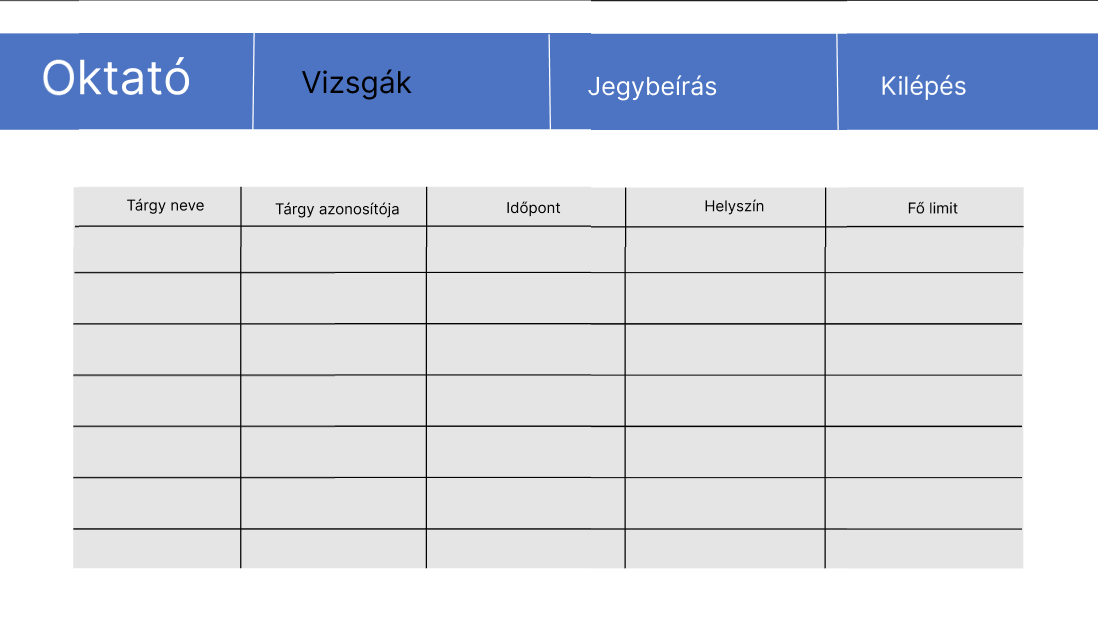 Oktató
Vizsgák
Jegybeírás
Kilépés
Tárgy neve
Tárgy azonosítója
Időpont
Helyszín
Fő limit